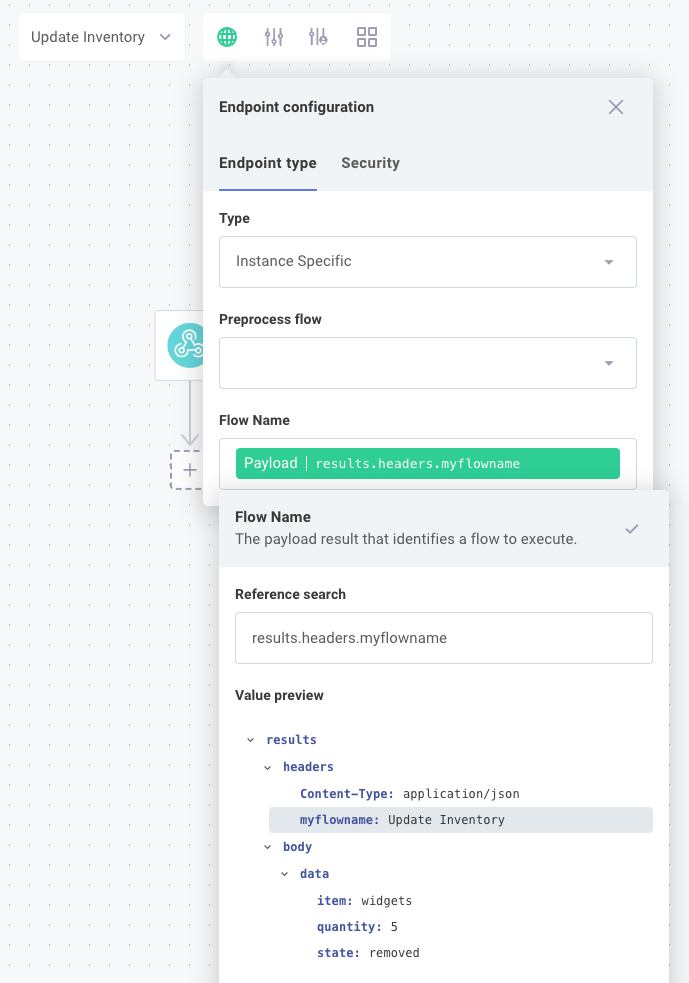 Update Inventory
Endpoint configuration
Endpoint type Security
Type
Instance Specific
Preprocess flow
Flow Name
Payload | results.headers.myflowname
Flow Name
The payload result that identifies a flow to execute.
Reference search
results.headers.myflowname
Value preview
results
headers
Content-Type: application/json
myflowname: Update Inventory
body
data
item: widgets
quantity: 5
state: removed